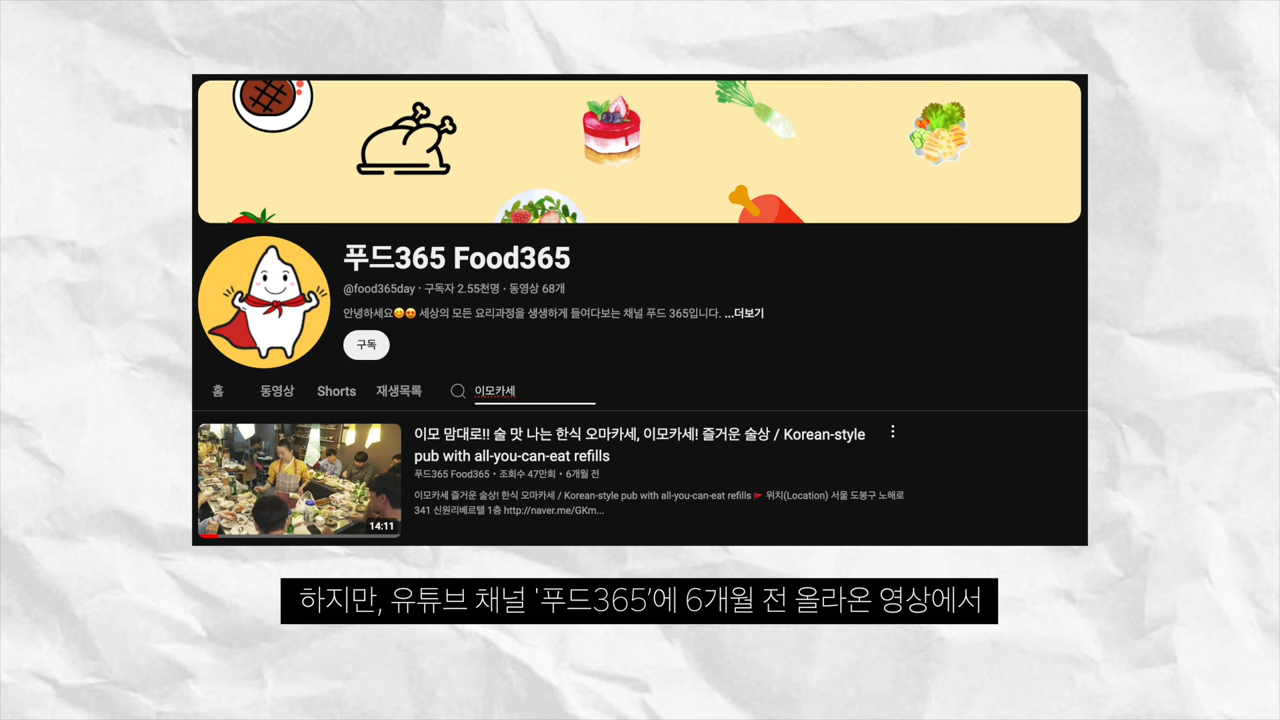 푸드365 Food365
@food365day · 구독자 2.55천명 · 동영상 68개
안녕하세요😊😍 세상의 모든 요리과정을 생생하게 들여다보는 채널 푸드 365입니다. ...더보기
구독
홈 동영상 Shorts 재생목록 이모카세
이모 맘대로!! 술 맛 나는 한식 오마카세, 이모카세! 즐거운 술상 / Korean-style
pub with all-you-can-eat refills
푸드365 Food365 · 조회수 47만회 · 6개월 전
이모카세 즐거운 술상! 한식 오마카세 / Korean-style pub with all-you-can-eat refills🚩 위치(Location) 서울 도봉구 노해로
341 신원리베르텔 1층 http://naver.me/GKm...
14:11
하지만, 유튜브 채널 '푸드365'에 6개월 전 올라온 영상에서